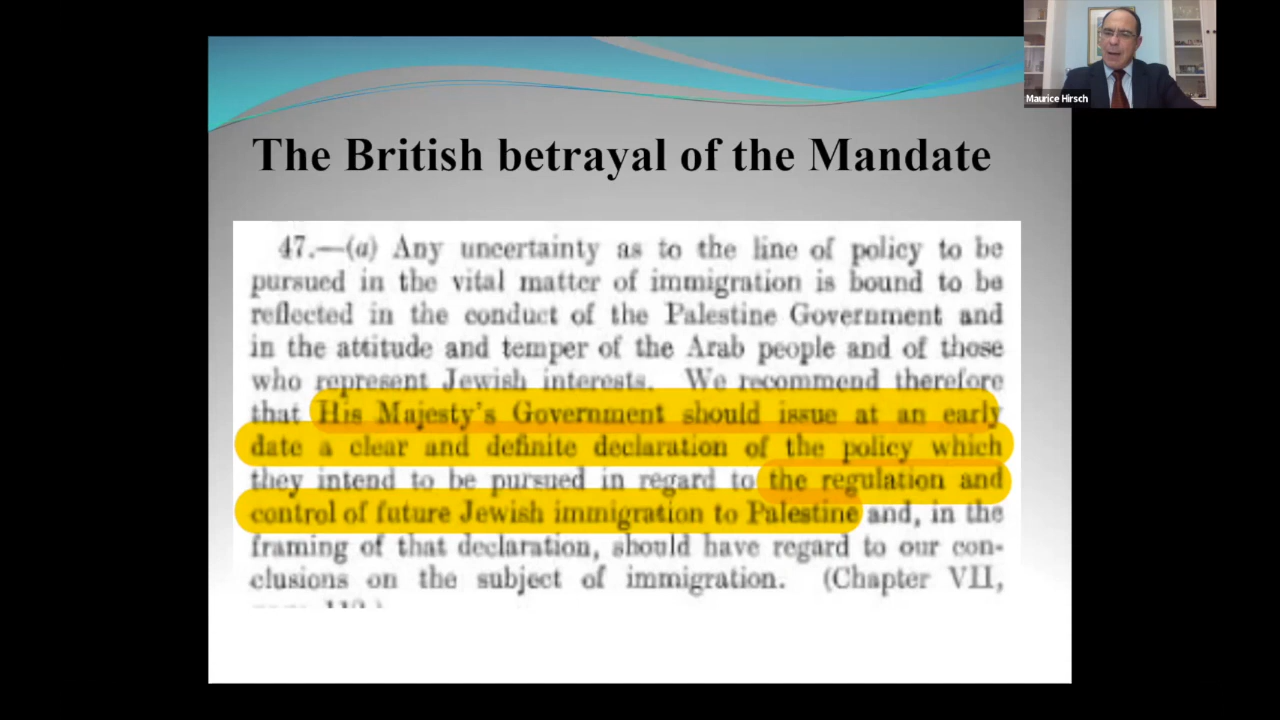 Maurice Hirsch
The British betrayal of the Mandate
47.—(a) Any uncertainty as to the line of policy to be
pursued in the vital matter of immigration is bound to be
reflected in the conduct of the Palestine Government and
in the attitude and temper of the Arab people and of those
who represent Jewish interests. We recommend therefore
that His Majesty's Government should issue at an early
date a clear and definite declaration of the policy which
they intend to be pursued in regard to the regulation and
control of future Jewish immigration to Palestine and, in the
framing of that declaration, should have regard to our con-
clusions on the subject of immigration. (Chapter VII,